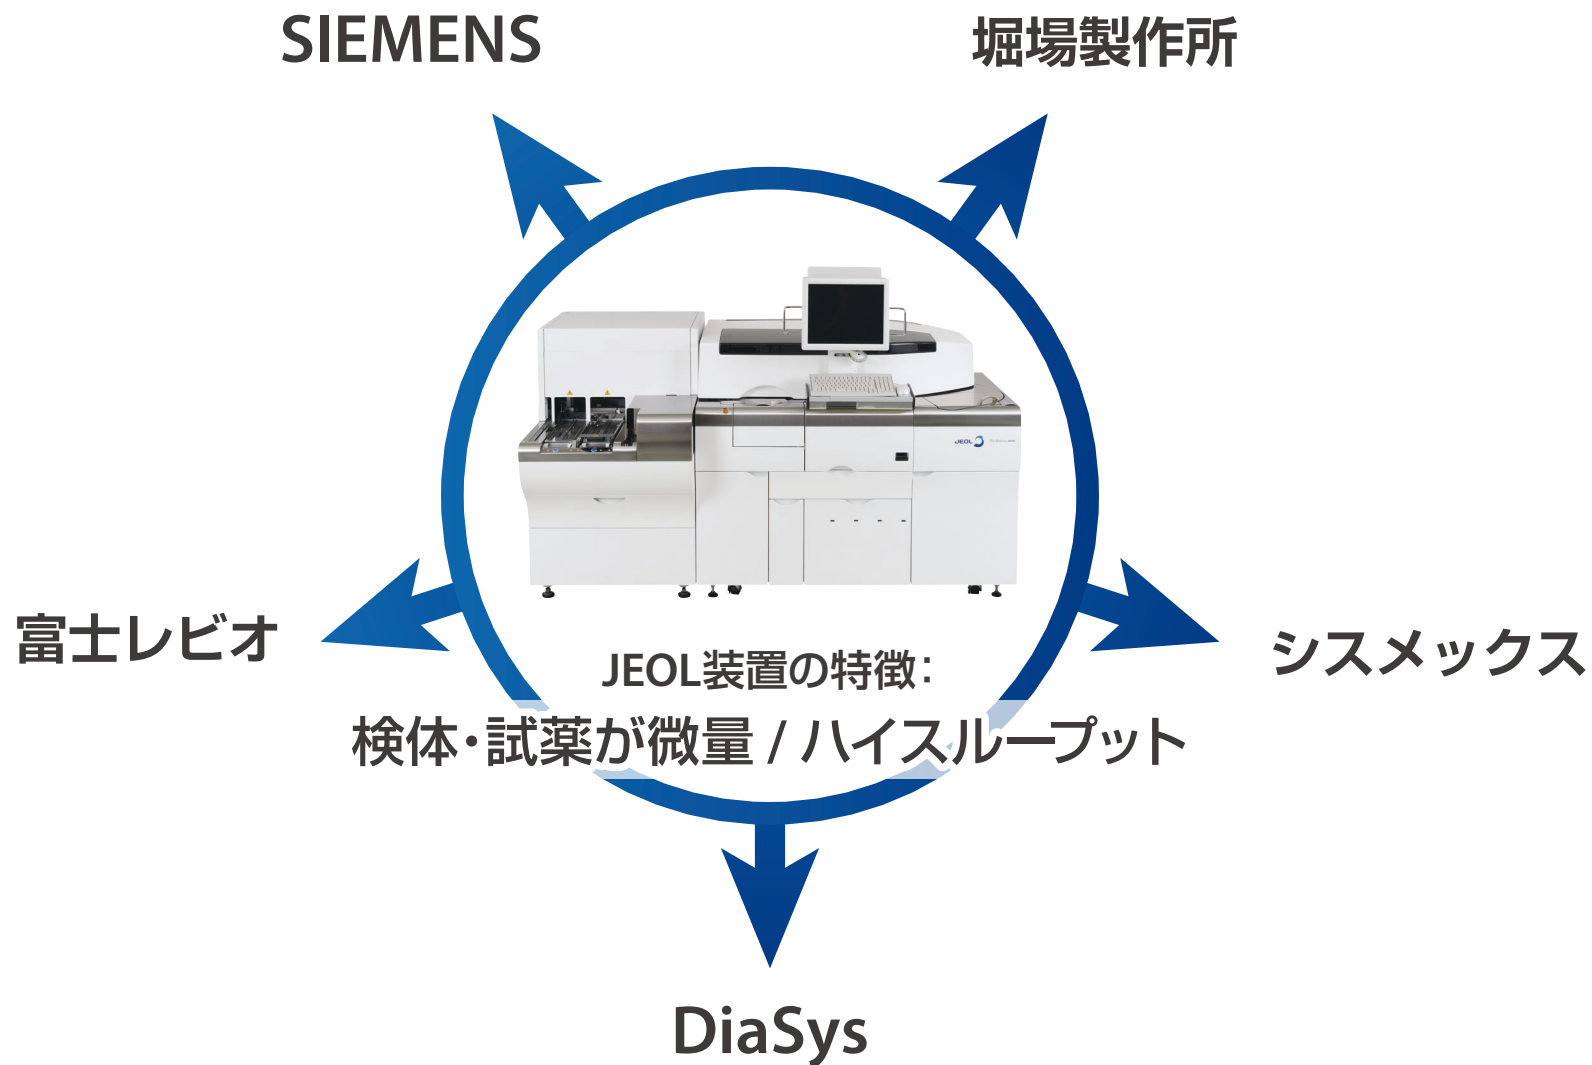 SIEMENS
堀場製作所
JEOL
富士レビオ
シスメックス
JEOL装置の特徴：
検体・試薬が微量 / ハイスループット
DiaSys